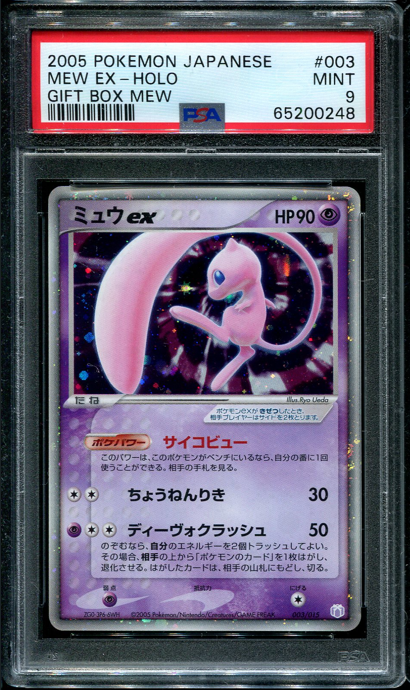 2005 POKEMON JAPANESE #003
MEW EX-HOLO MINT
GIFT BOX MEW 9
PSA 65200248
ミュウex HP90
たね Illus.Ryo Ueda
ポケモンexがきぜつしたとき、
相手プレイヤーはサイドを2枚とります。
ポケパワー サイコビュー
このパワーは、このポケモンがベンチにいるなら、自分の番に1回
使うことができる。相手の手札を見る。
ちょうねんりき 30
ディーヴォクラッシュ 50
のぞむなら、自分のエネルギーを2個トラッシュしてよい。
その場合、相手の上から「ポケモンのカード」を1枚はがし、
退化させる。はがしたカードは、相手の山札にもどし、切る。
弱点 抵抗力 にげる
©2005 Pokémon/Nintendo/Creatures/GAME FREAK 003/015
PSA